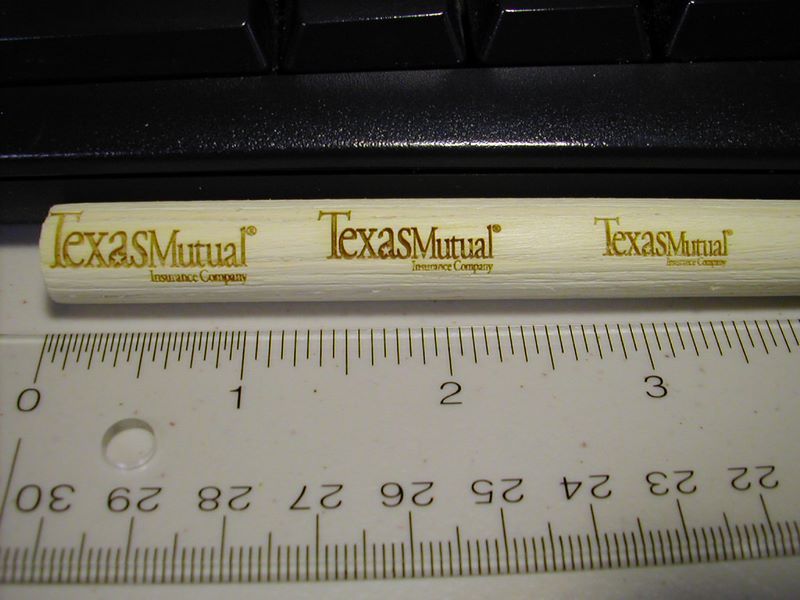 TexasMutual®
Insurance Company
TexasMutual®
Insurance Company
TexasMutual®
Insurance Company
0 1 2 3
30 29 28 27 26 25 24 23 22